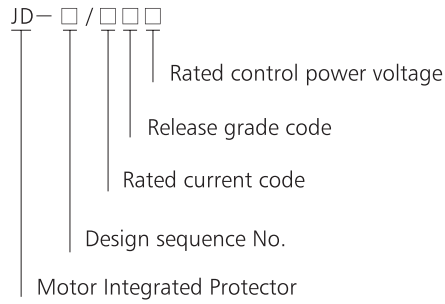 JD－ □ / □ □ □
Rated control power voltage
Release grade code
Rated current code
Design sequence No.
Motor Integrated Protector